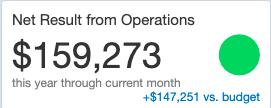 Net Result from Operations
$159,273
this year through current month
+$147,251 vs. budget